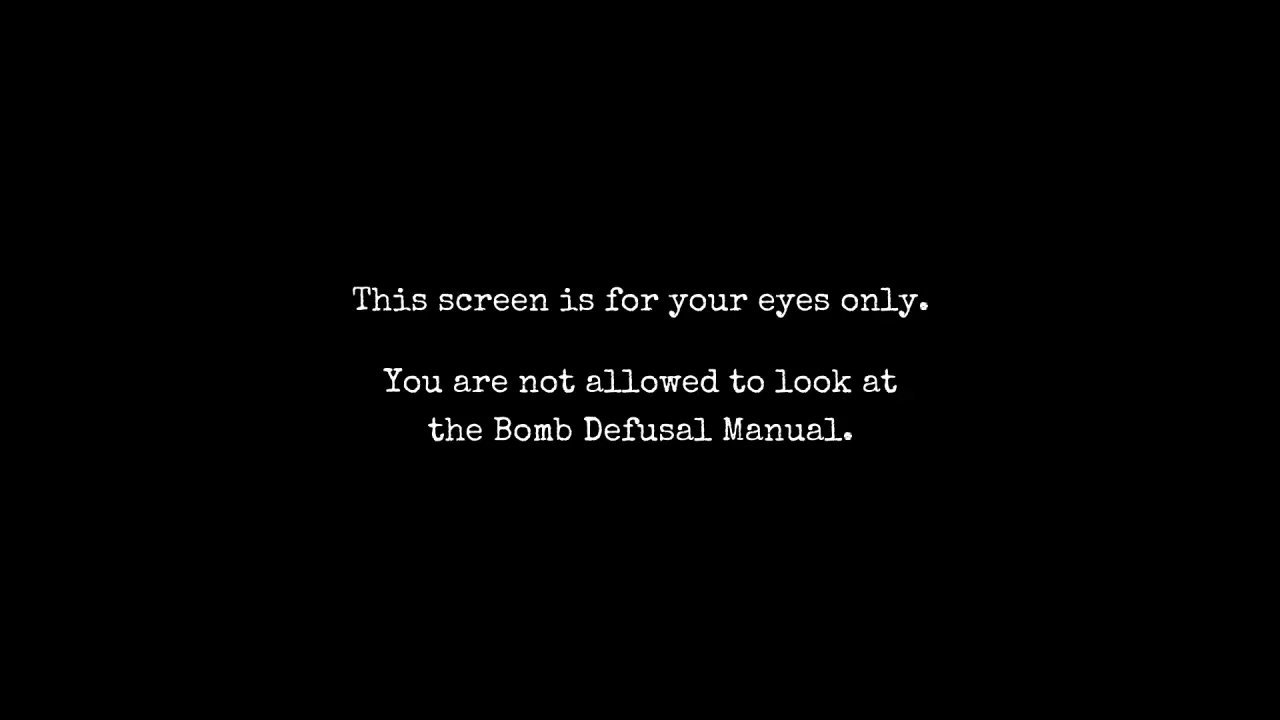 This screen is for your eyes only.
You are not allowed to look at
the Bomb Defusal Manual.